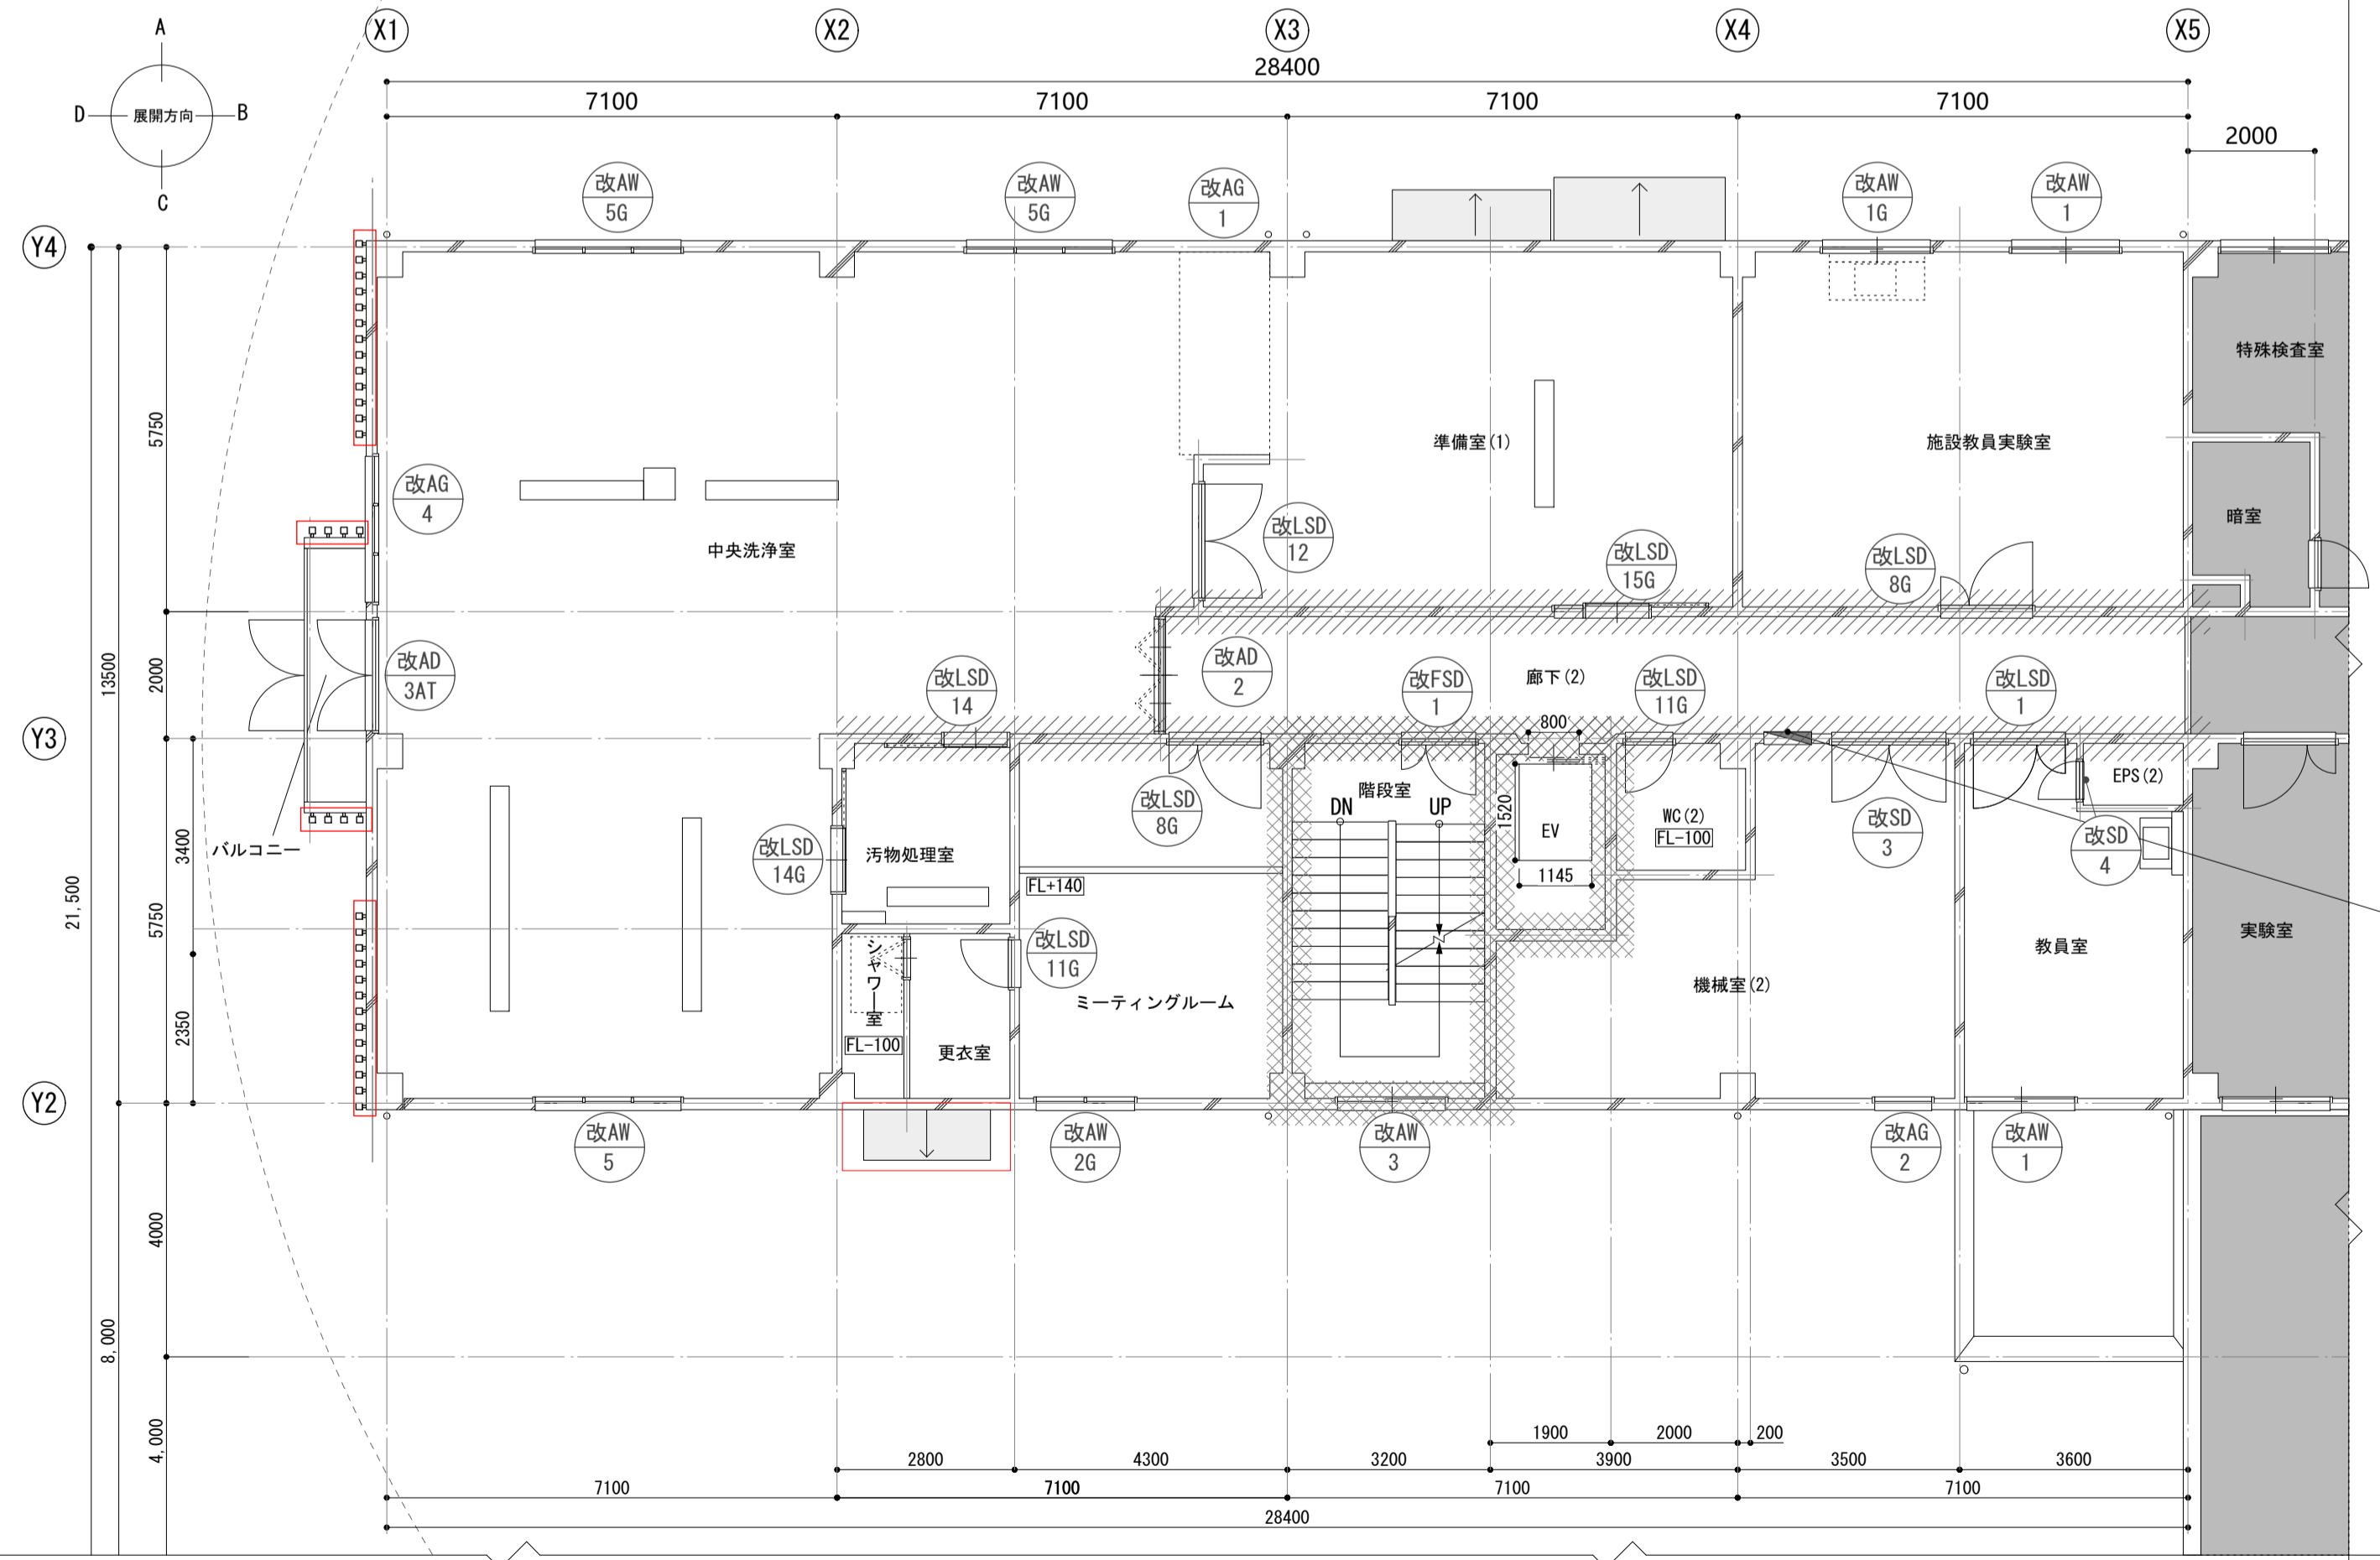 A
D
展開方向
B
C
X1
X2
X3
X4
X5
28400
7100
7100
7100
7100
2000
改AW
5G
改AW
5G
改AG
1
改AW
1G
改AW
1
Y4
Y3
Y2
21,500
13500
8,000
5750
2000
5750
4000
4,000
3400
2350
特殊検査室
準備室(1)
施設教員実験室
改AG
4
中央洗浄室
改LSD
12
改LSD
15G
改LSD
8G
暗室
改AD
3AT
改LSD
14
改AD
2
改FSD
1
廊下(2)
改LSD
11G
改LSD
1
800
階段室
DN
UP
1520
EV
1145
WC(2)
FL-100
EPS(2)
改LSD
8G
改SD
3
改SD
4
バルコニー
改LSD
14G
汚物処理室
FL+140
改LSD
11G
シャワー室
FL-100
更衣室
ミーティングルーム
機械室(2)
教員室
実験室
改AW
5
改AW
2G
改AW
3
改AG
2
改AW
1
1900
2000
200
2800
4300
3200
3900
3500
3600
7100
7100
7100
7100
28400